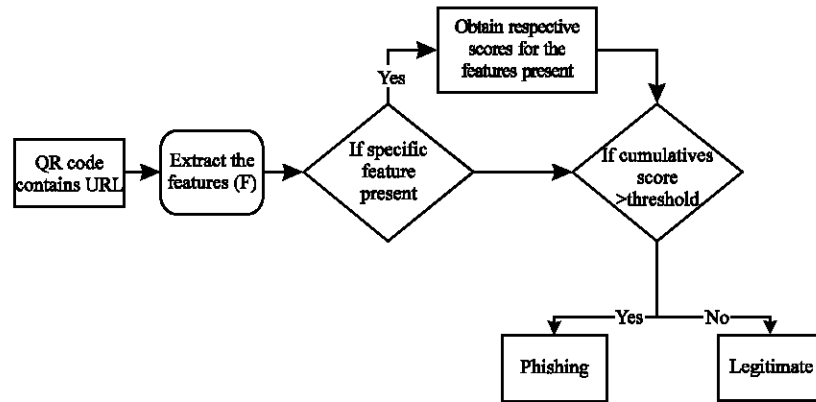 QR code
contains URL
Extract the
features (F)
If specific
feature
present
Yes
Obtain respective
scores for the
features present
If cumulatives
score
>threshold
Yes
No
Phishing
Legitimate